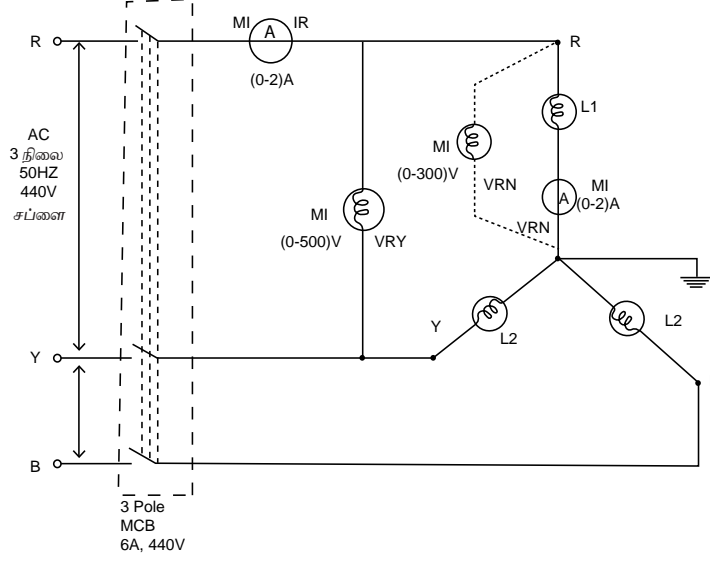 R
MI
A
IR
(0-2)A
R
AC
3 நிலை
50HZ
440V
சப்ளை
L1
MI
(0-300)V
VRN
A
MI
(0-2)A
VRN
MI
(0-500)V
VRY
Y
L2
L2
Y
B
3 Pole
MCB
6A, 440V